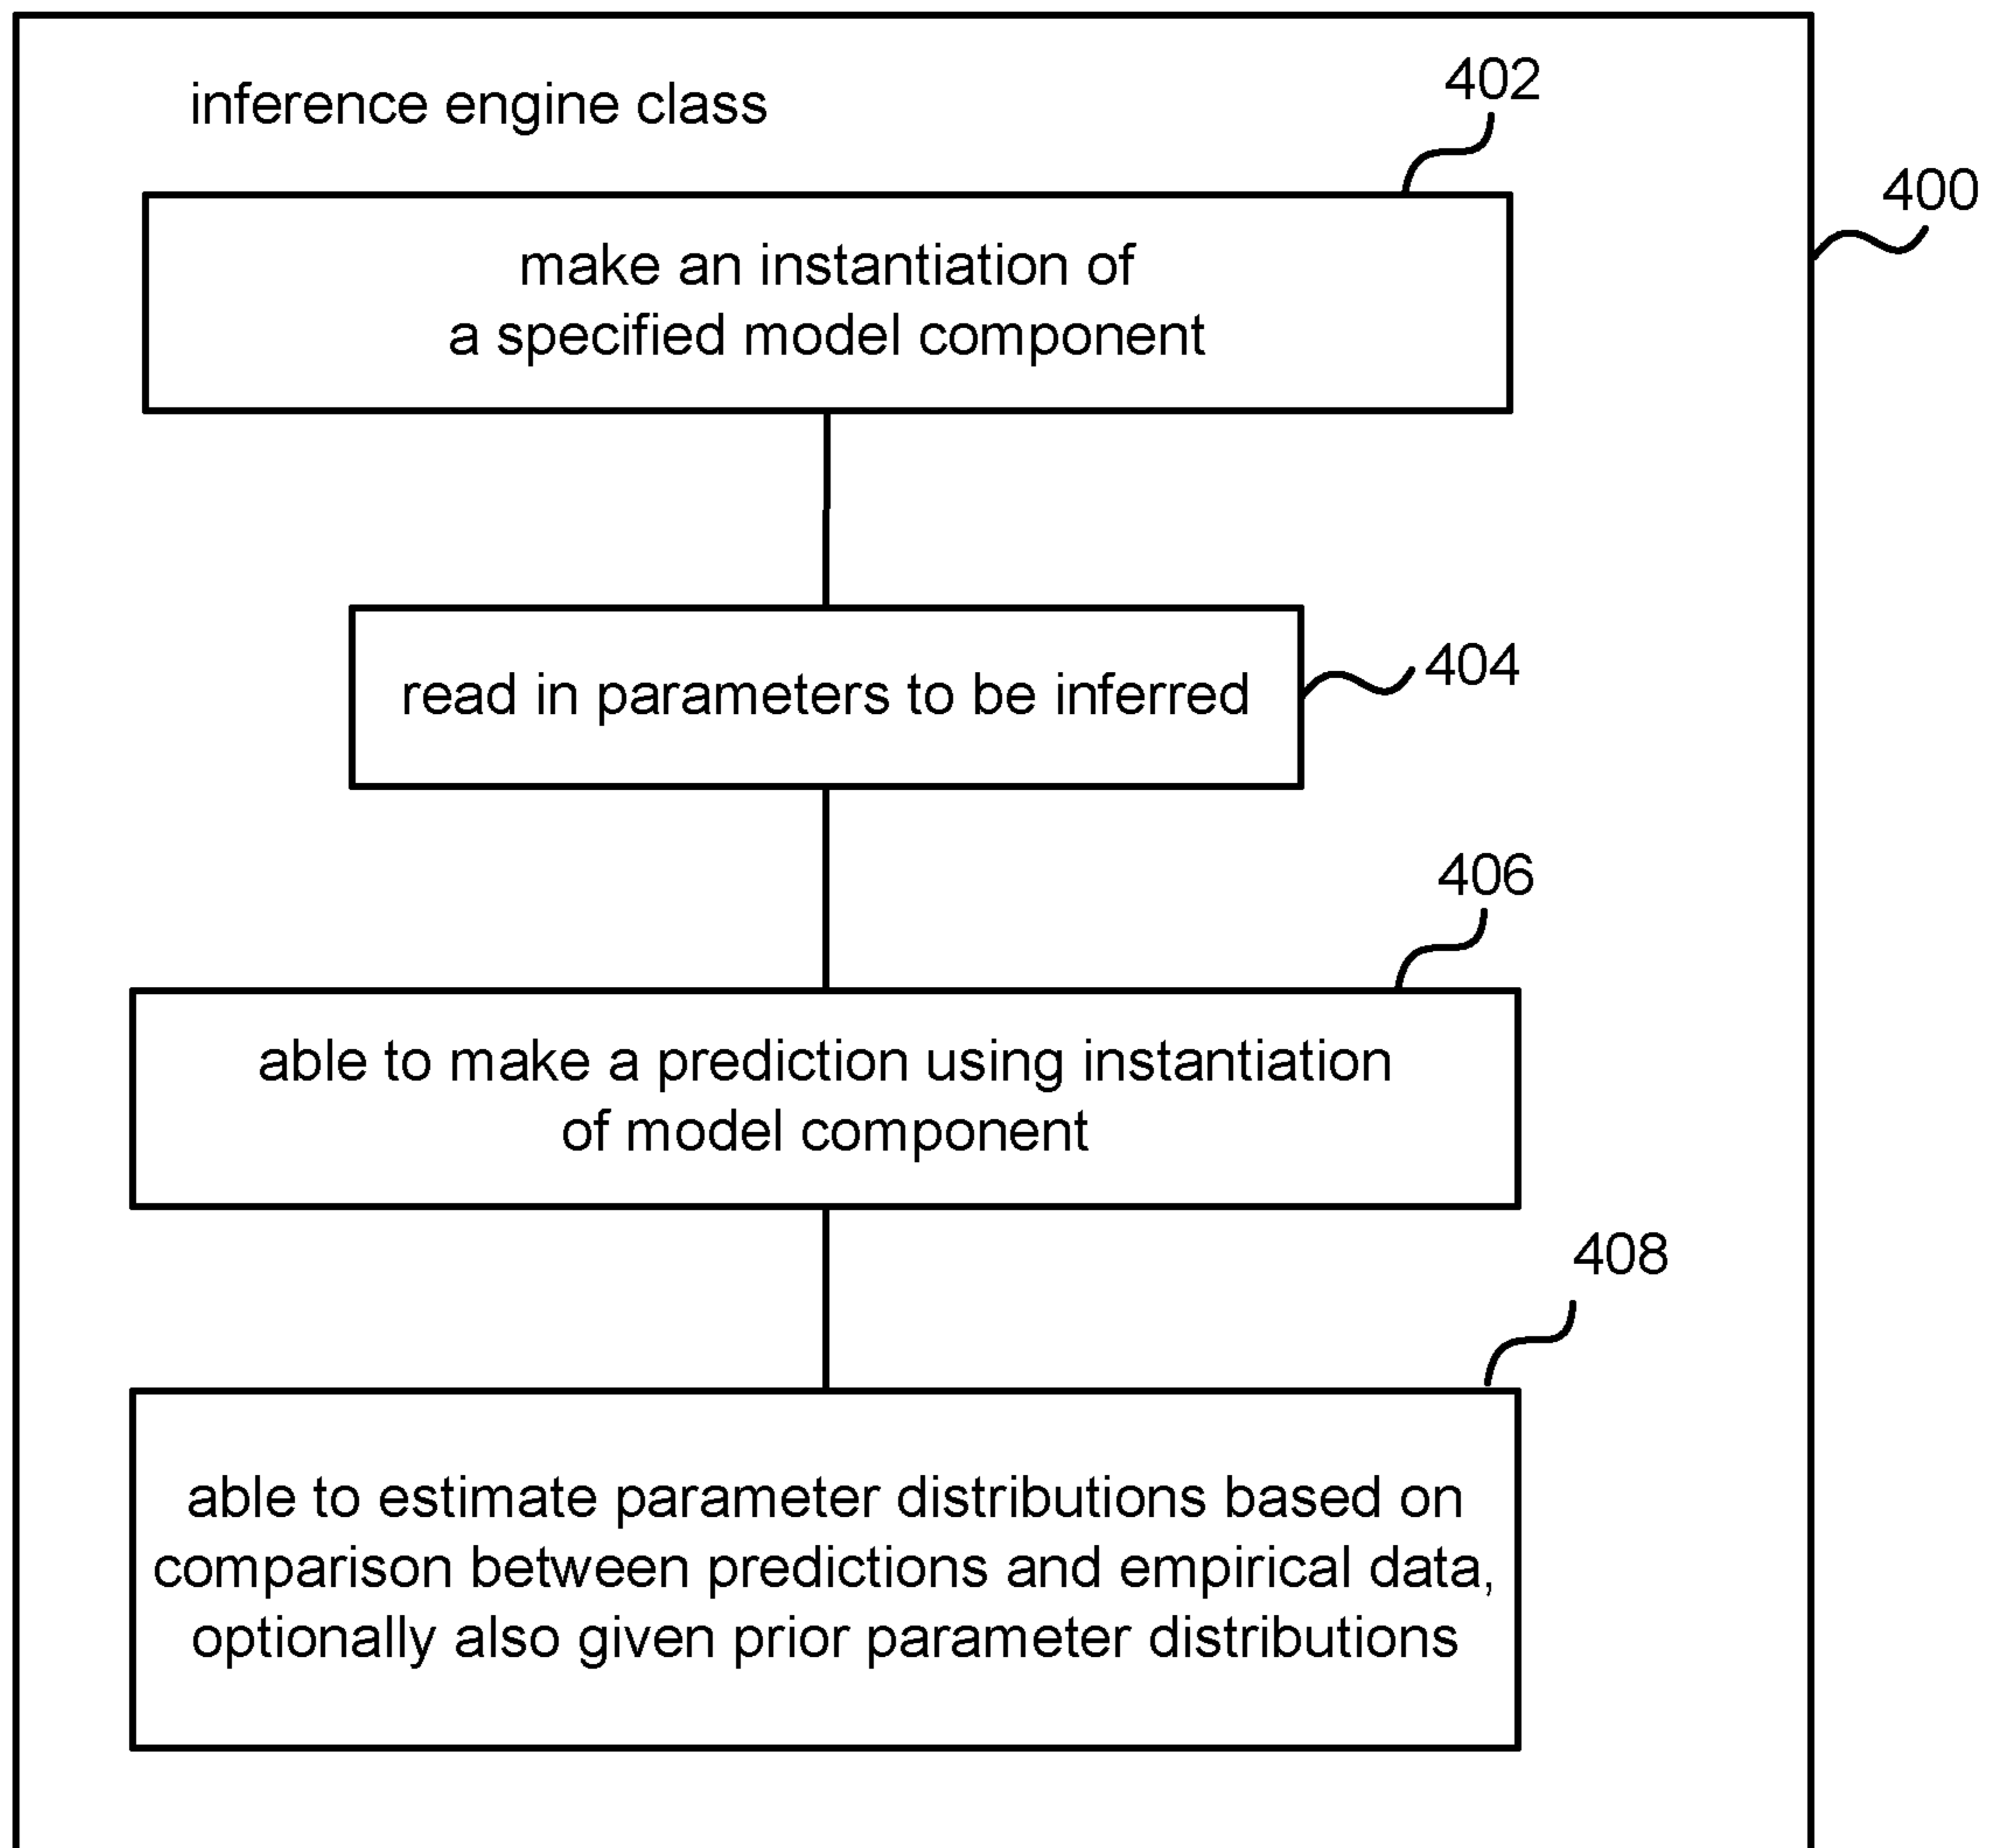 inference engine class
402
400
make an instantiation of
a specified model component
read in parameters to be inferred
404
406
able to make a prediction using instantiation
of model component
408
able to estimate parameter distributions based on
comparison between predictions and empirical data,
optionally also given prior parameter distributions